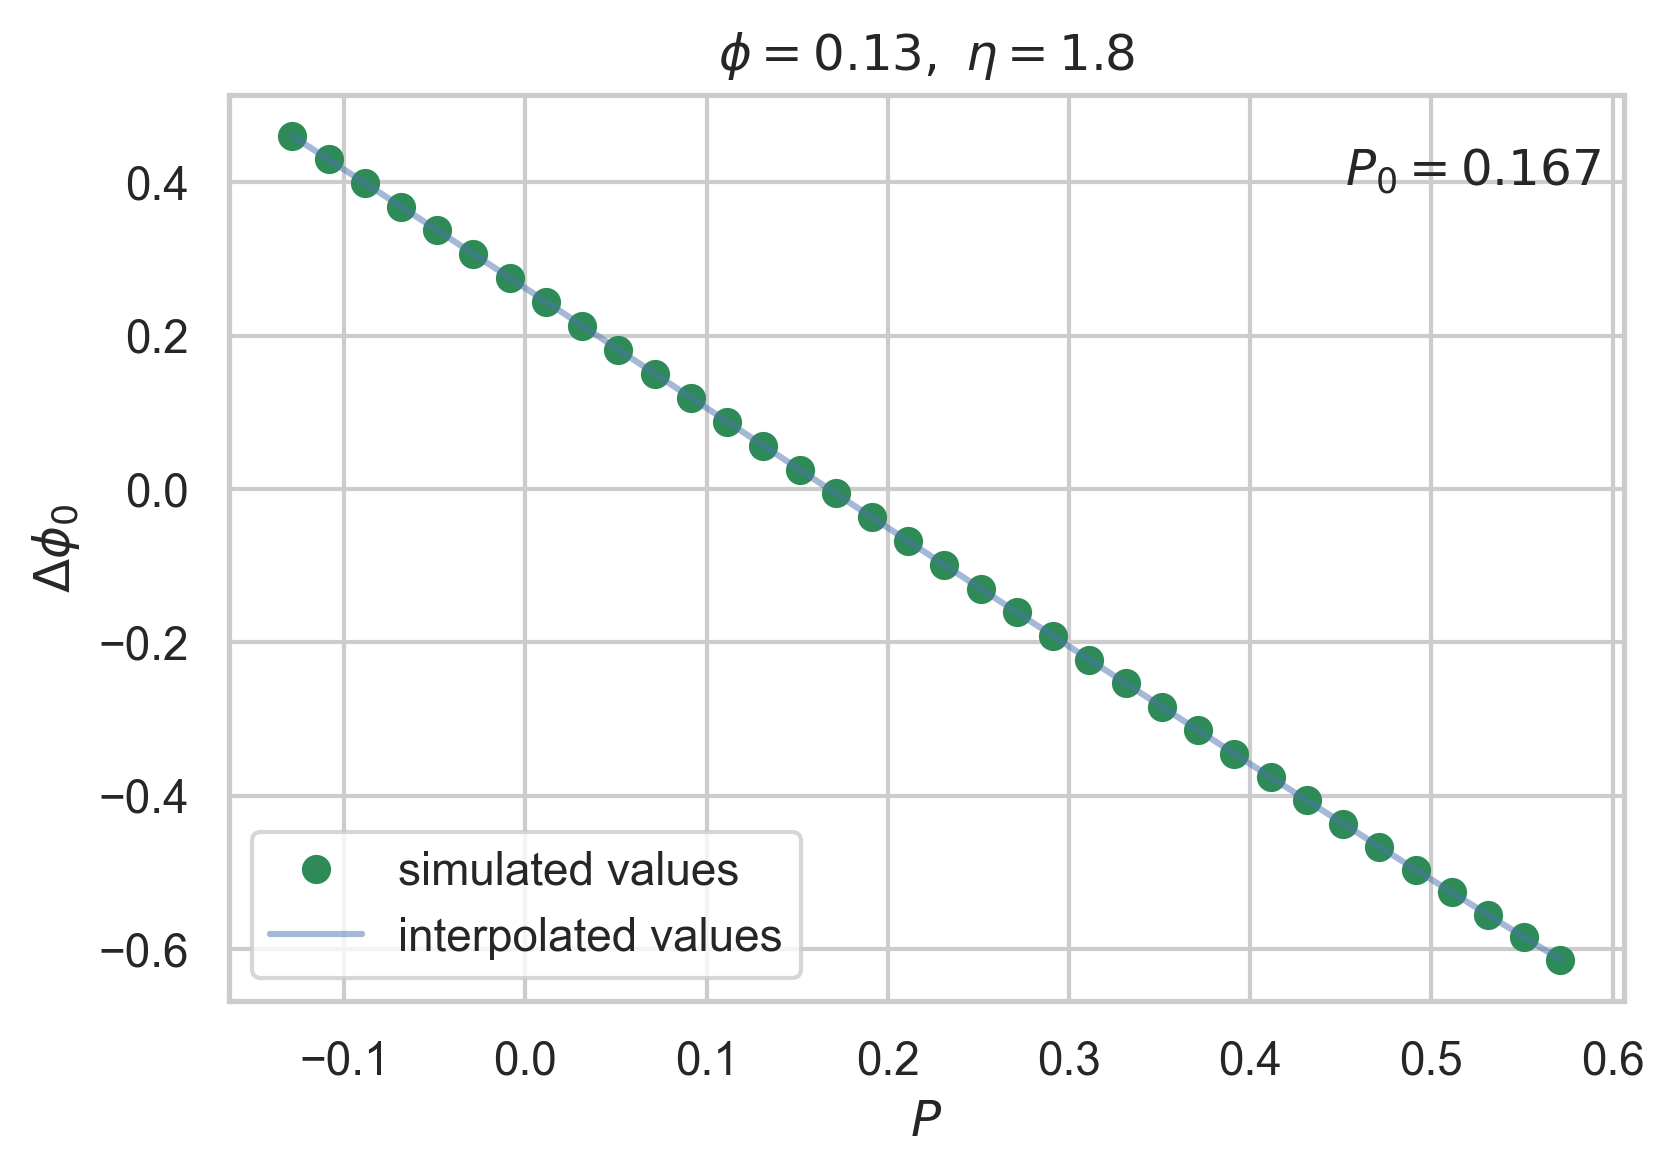 ϕ = 0.13, η = 1.8
P₀ = 0.167
0.4
0.2
0.0
−0.2
−0.4
−0.6
Δϕ₀
simulated values
interpolated values
−0.1 0.0 0.1 0.2 0.3 0.4 0.5 0.6
P